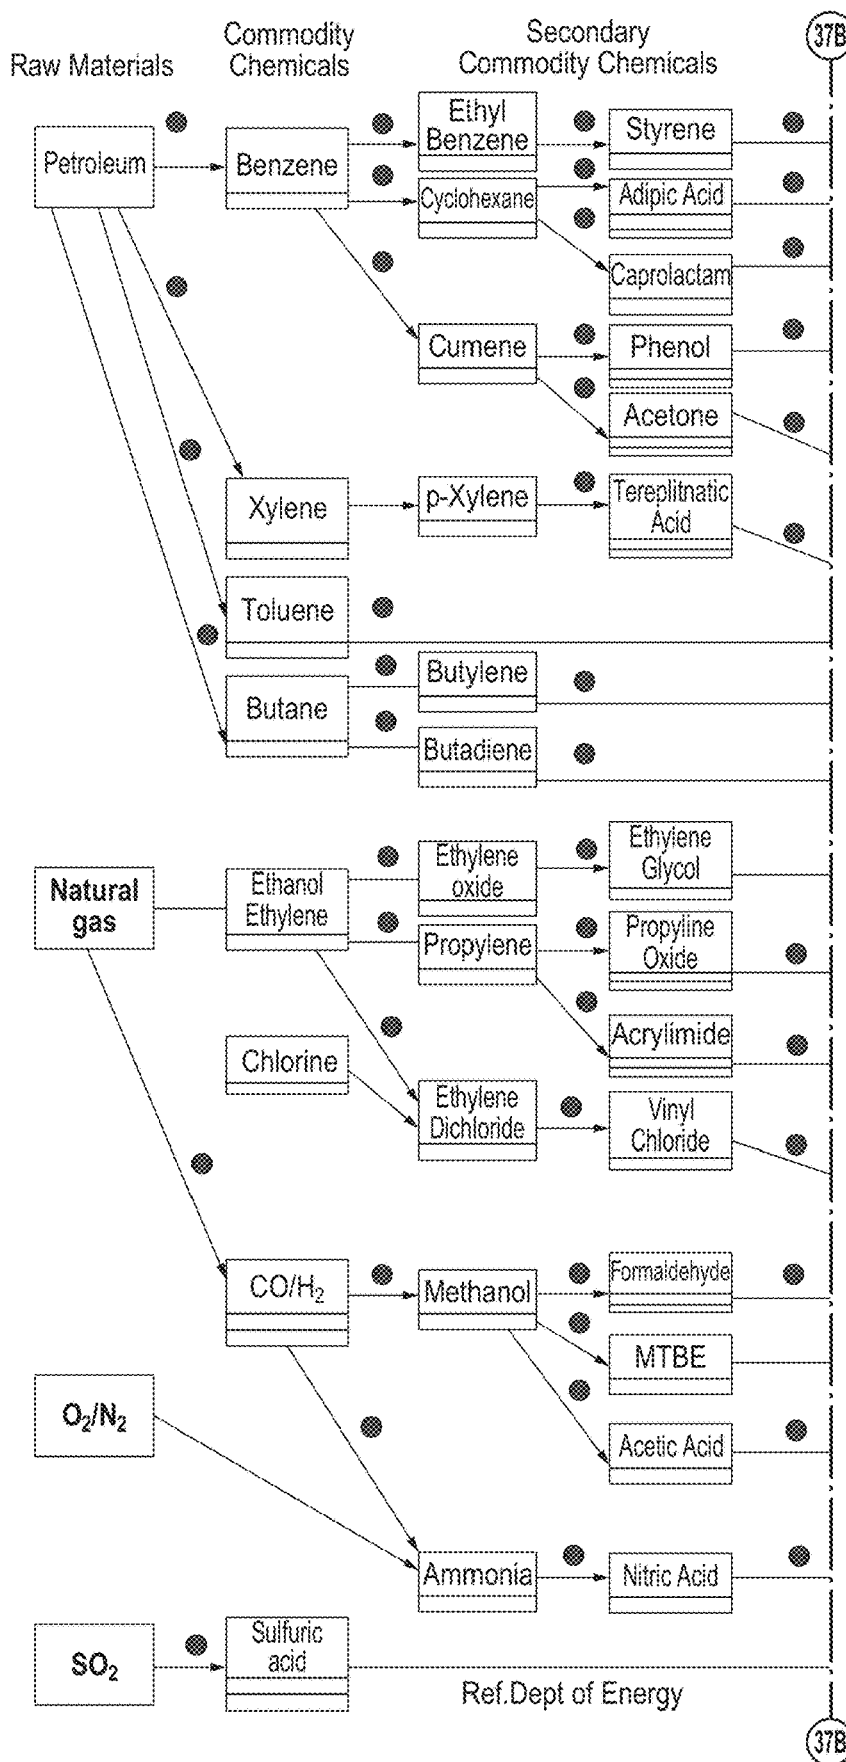 37B
Raw Materials
Commodity
Chemicals
Secondary
Commodity Chemicals
Petroleum
Benzene
Ethyl
Benzene
Styrene
Cyclohexane
Adipic Acid
Caprolactam
Cumene
Phenol
Acetone
Xylene
p-Xylene
Tereplitnatic
Acid
Toluene
Butane
Butylene
Butadiene
Natural
gas
Ethanol
Ethylene
Ethylene
oxide
Ethylene
Glycol
Propylene
Propyline
Oxide
Chlorine
Acrylimide
Ethylene
Dichloride
Vinyl
Chloride
CO/H₂
Methanol
Formaldehyde
MTBE
O₂/N₂
Acetic Acid
Ammonia
Nitric Acid
SO₂
Sulfuric
acid
Ref.Dept of Energy
37B